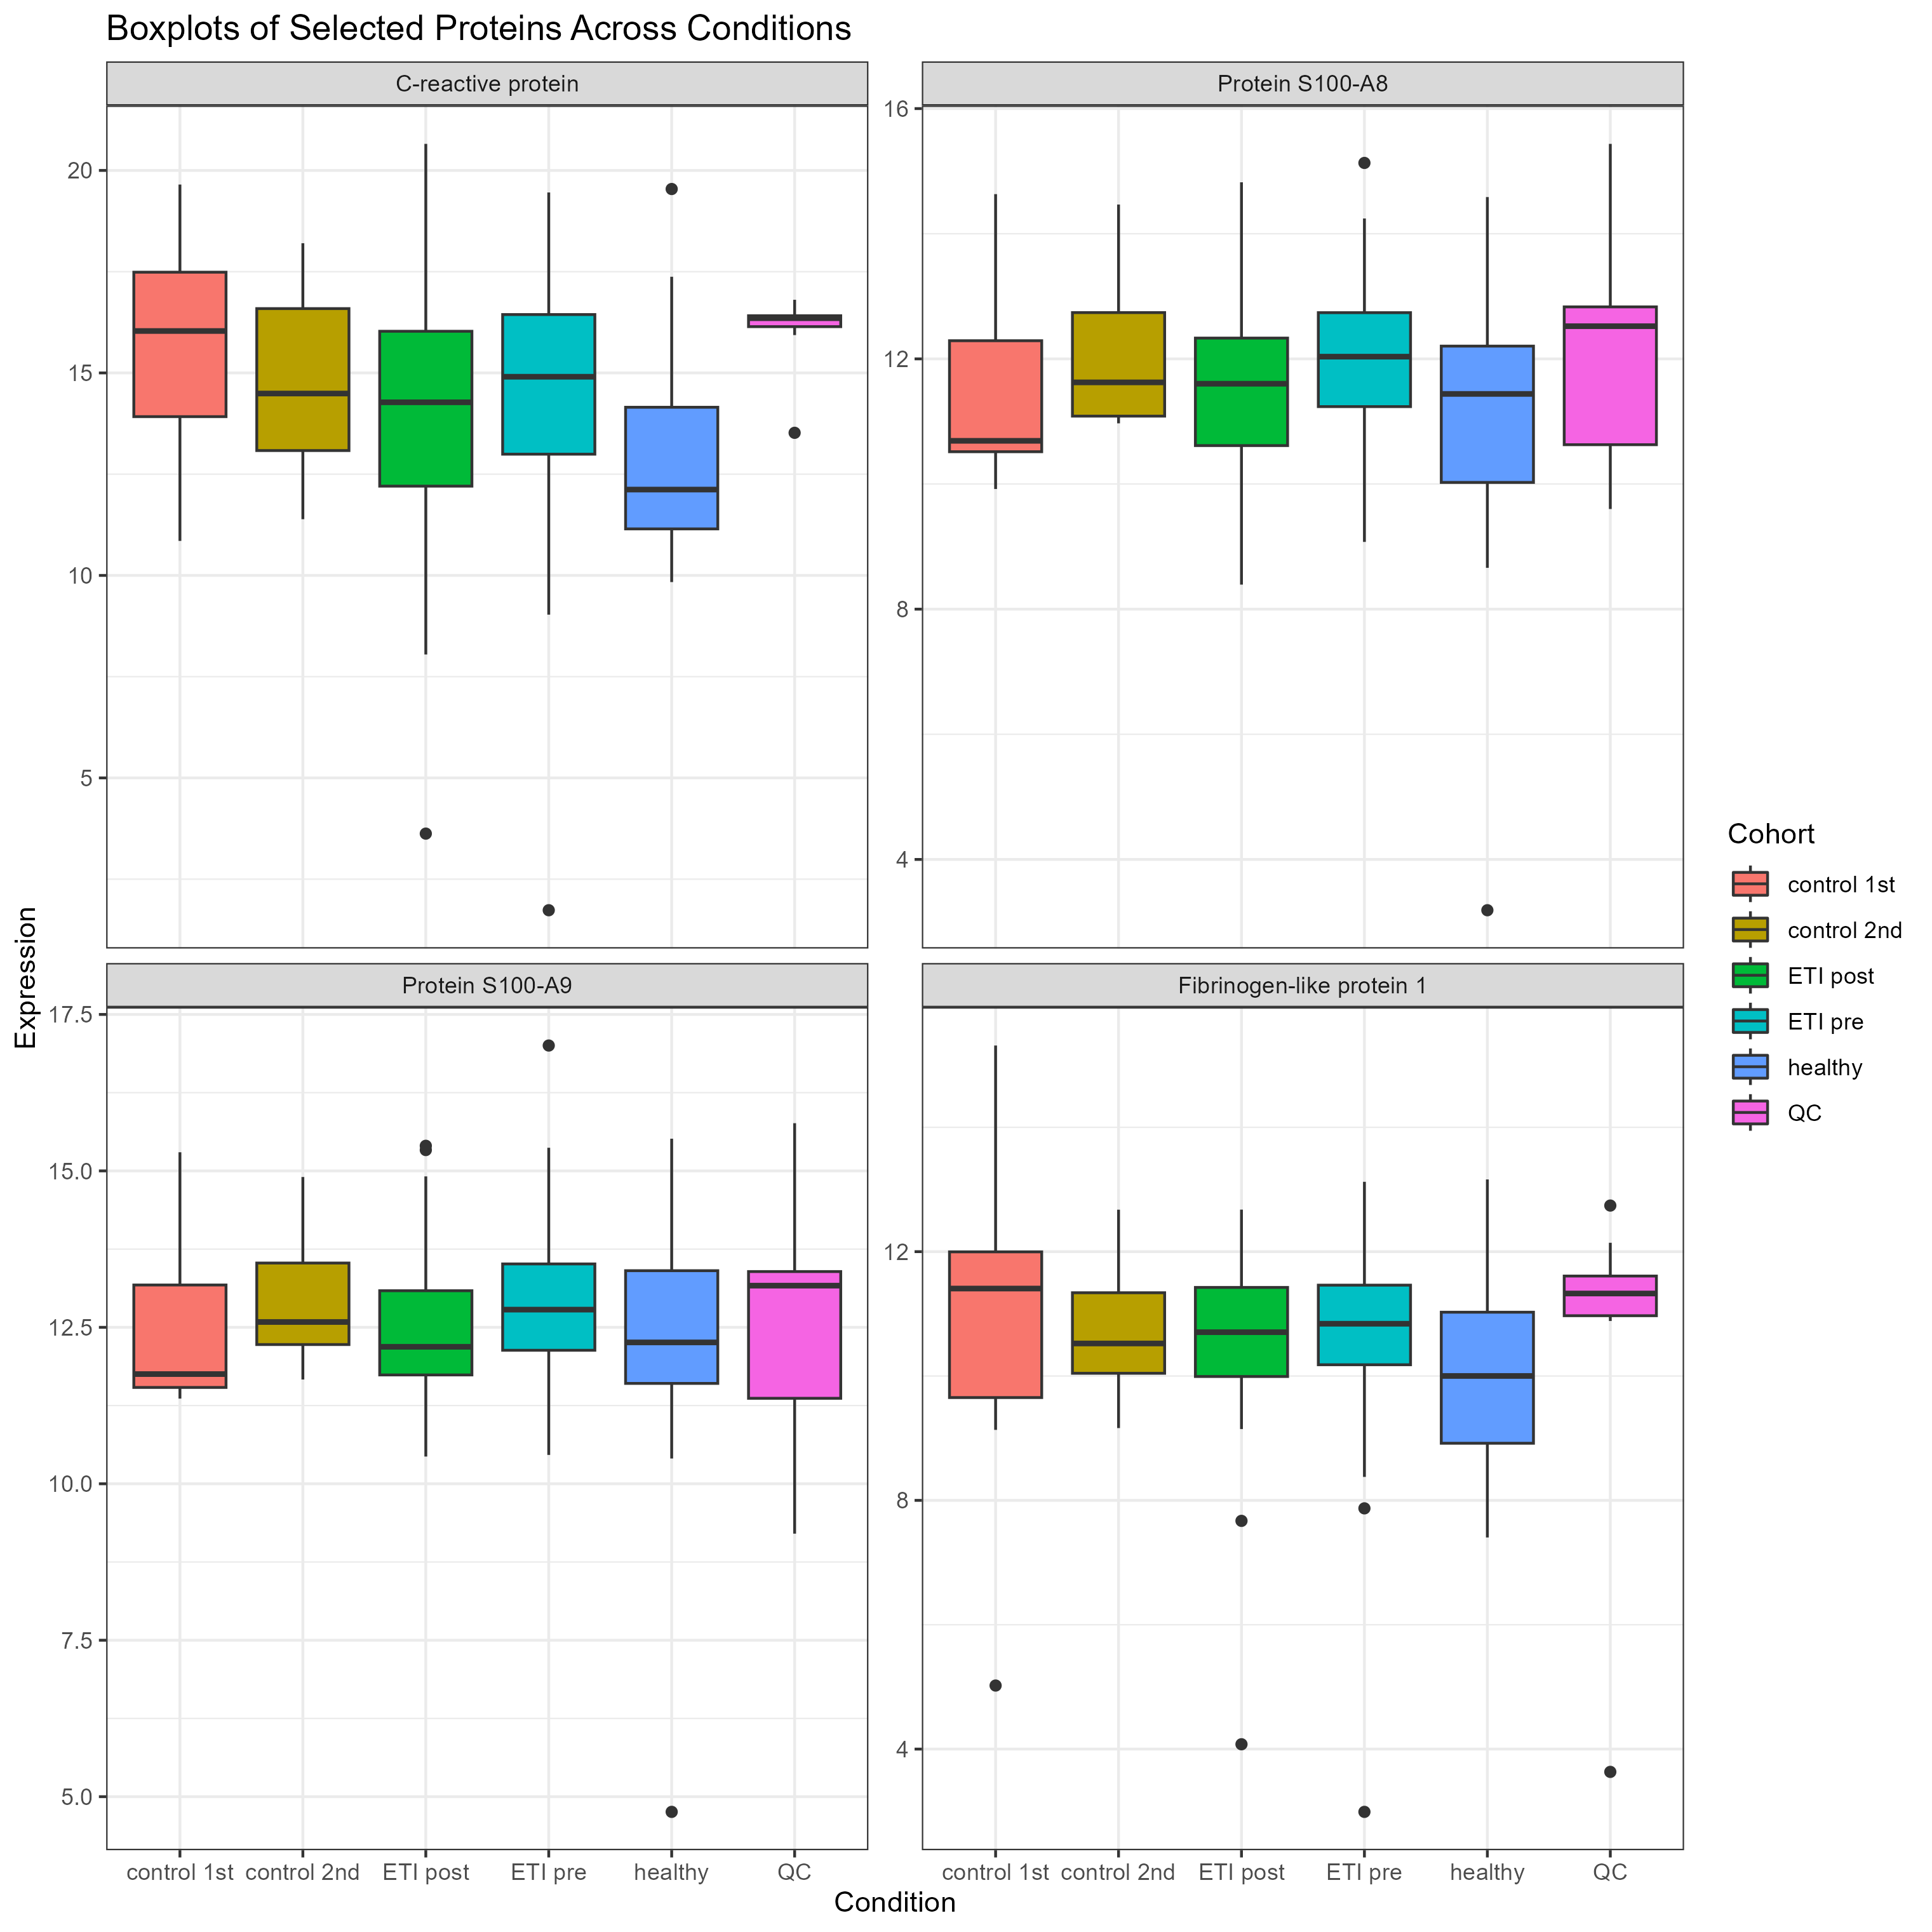 Boxplots of Selected Proteins Across Conditions
C-reactive protein
20
15
10
5
Protein S100-A8
16
12
8
4
Protein S100-A9
17.5
15.0
12.5
10.0
7.5
5.0
control 1st control 2nd ETI post ETI pre healthy QC
Fibrinogen-like protein 1
12
8
4
control 1st control 2nd ETI post ETI pre healthy QC
Expression
Condition
Cohort
control 1st
control 2nd
ETI post
ETI pre
healthy
QC